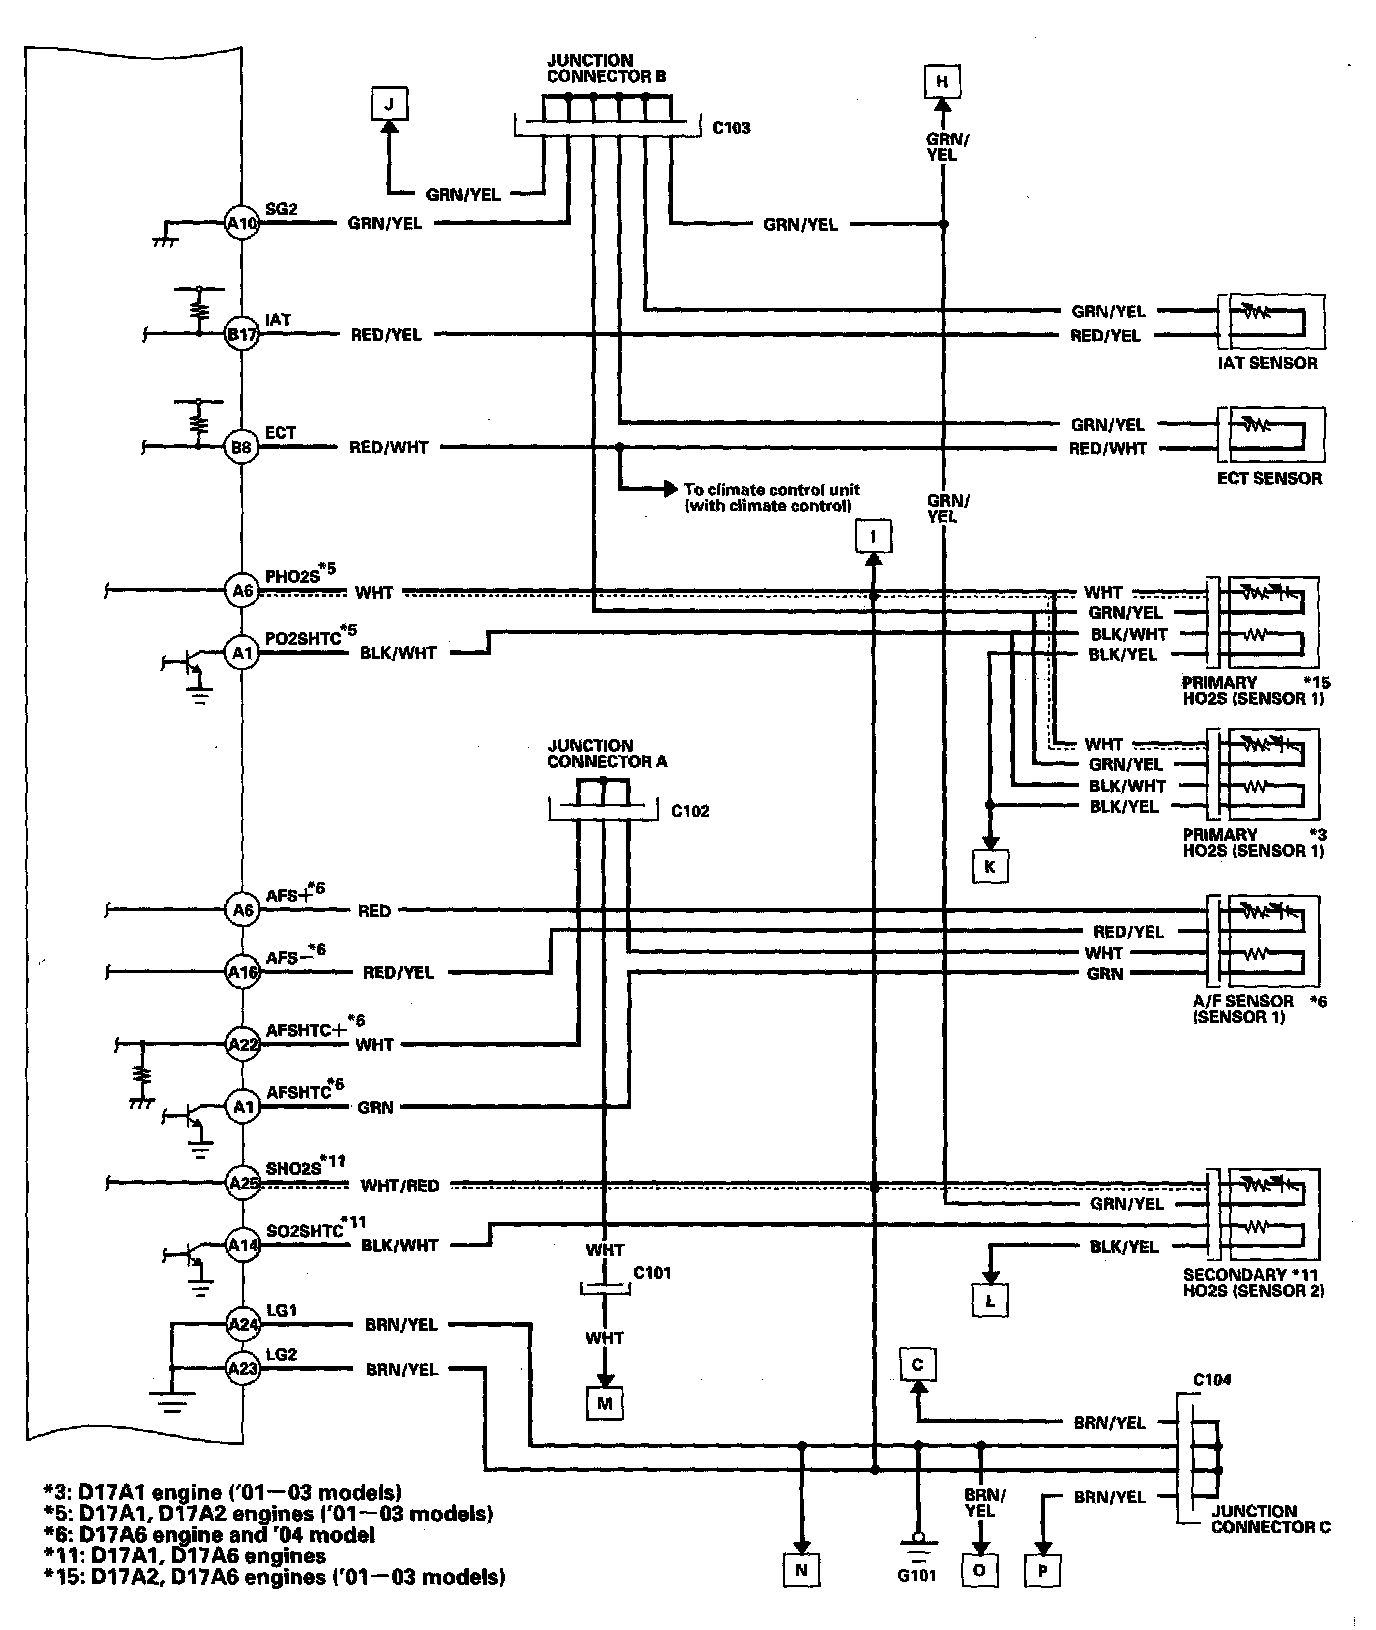 JUNCTION
CONNECTOR B
J
H
C103
GRN/
YEL
GRN/YEL
A10
SG2
GRN/YEL
GRN/YEL
B17
IAT
RED/YEL
GRN/YEL
RED/YEL
IAT SENSOR
B8
ECT
RED/WHT
GRN/YEL
RED/WHT
ECT SENSOR
To climate control unit
(with climate control)
GRN/
YEL
I
A6
PHO2S*5
WHT
WHT
GRN/YEL
BLK/WHT
BLK/YEL
A1
PO2SHTC*5
BLK/WHT
PRIMARY *15
HO2S (SENSOR 1)
WHT
GRN/YEL
BLK/WHT
BLK/YEL
PRIMARY *3
HO2S (SENSOR 1)
K
JUNCTION
CONNECTOR A
C102
A6
AFS+*6
RED
RED/YEL
WHT
GRN
A16
AFS-*6
RED/YEL
A/F SENSOR *6
(SENSOR 1)
A22
AFSHTC+*6
WHT
A1
AFSHTC*6
GRN
A25
SHO2S*11
WHT/RED
GRN/YEL
A14
SO2SHTC*11
BLK/WHT
WHT
BLK/YEL
C101
SECONDARY *11
HO2S (SENSOR 2)
L
A24
LG1
BRN/YEL
WHT
A23
LG2
BRN/YEL
M
C
C104
BRN/YEL
BRN/
YEL
BRN/YEL
JUNCTION
CONNECTOR C
N
G101
O
P
*3: D17A1 engine ('01—03 models)
*5: D17A1, D17A2 engines ('01—03 models)
*6: D17A6 engine and '04 model
*11: D17A1, D17A6 engines
*15: D17A2, D17A6 engines ('01—03 models)